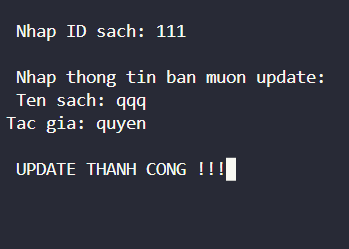 Nhap ID sach: 111
Nhap thong tin ban muon update:
Ten sach: qqq
Tac gia: quyen
UPDATE THANH CONG !!!